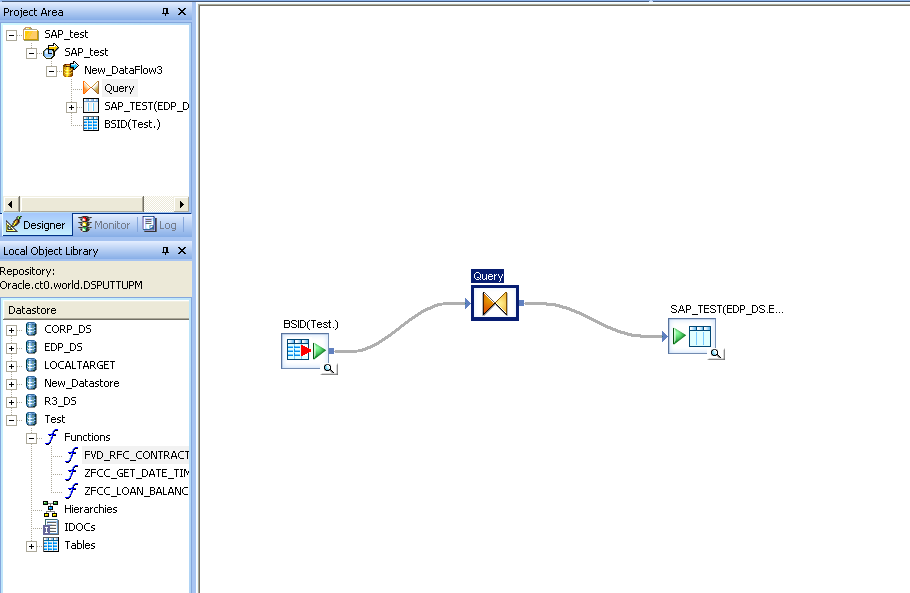 Project Area
SAP_test
SAP_test
New_DataFlow3
Query
SAP_TEST(EDP_D
BSID(Test.)
Designer
Monitor
Log
Local Object Library
Repository:
Oracle.ct0.world.DSPUTTUPM
Datastore
CORP_DS
EDP_DS
LOCALTARGET
New_Datastore
R3_DS
Test
Functions
FVD_RFC_CONTRACT
ZFCC_GET_DATE_TIM
ZFCC_LOAN_BALANC
Hierarchies
IDOCs
Tables
Query
BSID(Test.)
SAP_TEST(EDP_DS.E...